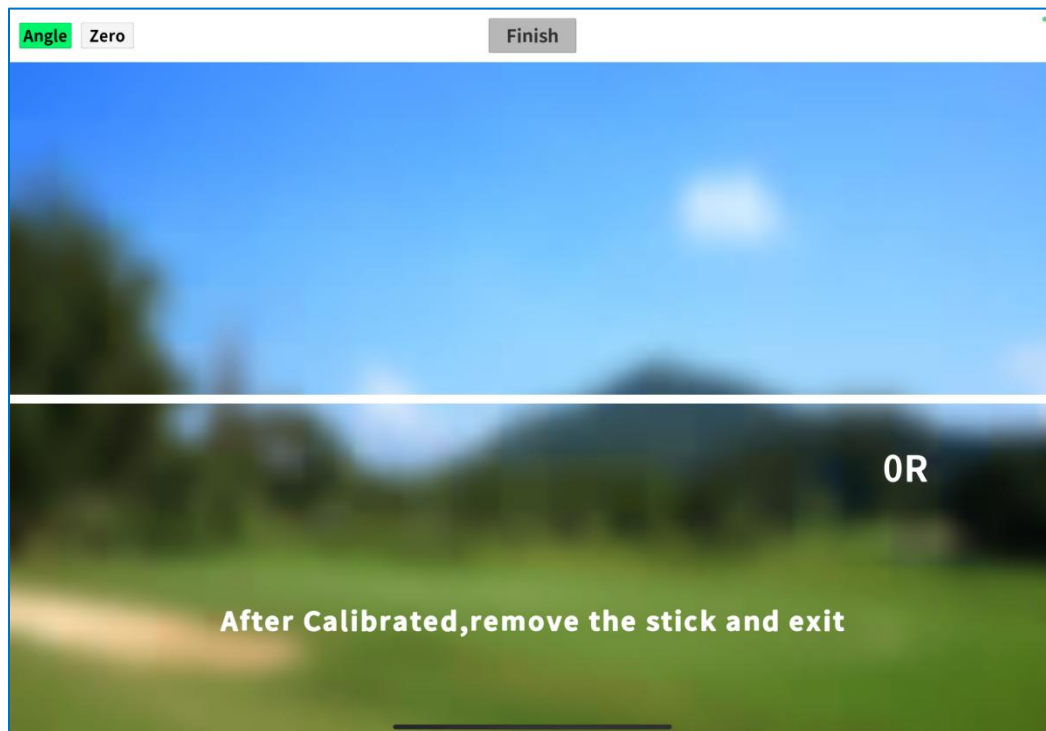 Angle Zero Finish
0R
After Calibrated,remove the stick and exit